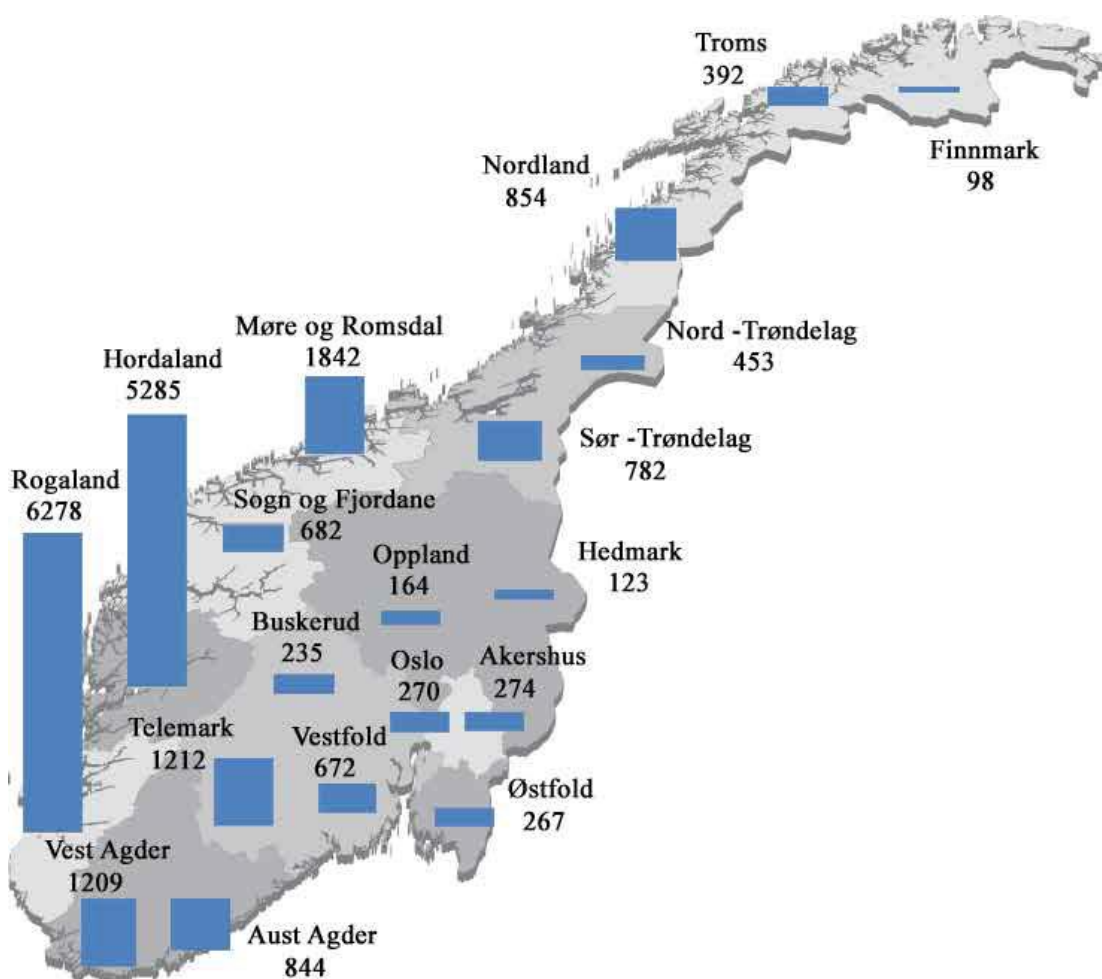 Troms
392
Finnmark
98
Nordland
854
Møre og Romsdal
1842
Nord -Trøndelag
453
Hordaland
5285
Sør -Trøndelag
782
Rogaland
6278
Sogn og Fjordane
682
Oppland
164
Hedmark
123
Buskerud
235
Oslo
270
Akershus
274
Telemark
1212
Vestfold
672
Østfold
267
Vest Agder
1209
Aust Agder
844